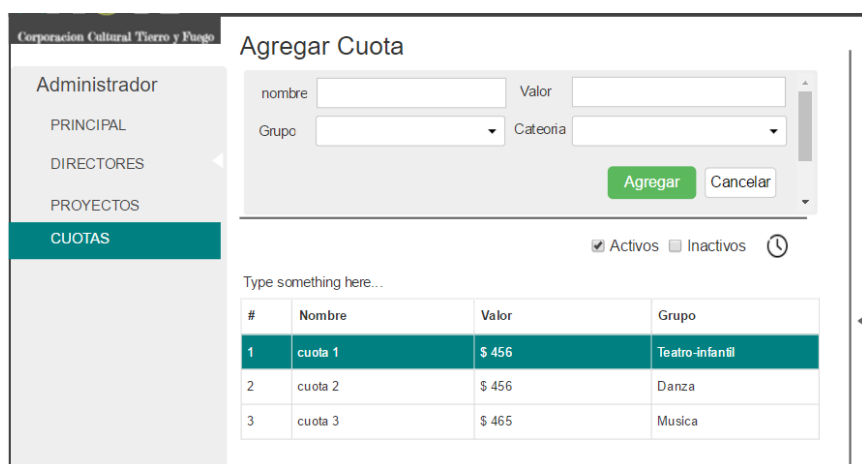 Corporacion Cultural Tierro y Fuego
Agregar Cuota
Administrador
PRINCIPAL
DIRECTORES
PROYECTOS
CUOTAS
nombre
Valor
Grupo
Cateoria
Agregar Cancelar
Activos Inactivos
Type something here...
# Nombre Valor Grupo
1 cuota 1 $ 456 Teatro-infantil
2 cuota 2 $ 456 Danza
3 cuota 3 $ 465 Musica